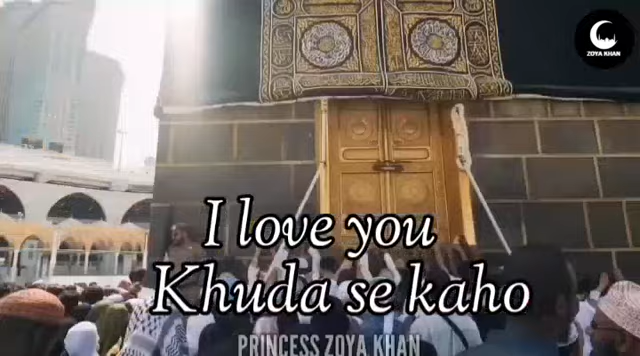 ZOYA KHAN
I love you
Khuda se kaho
PRINCESS ZOYA KHAN